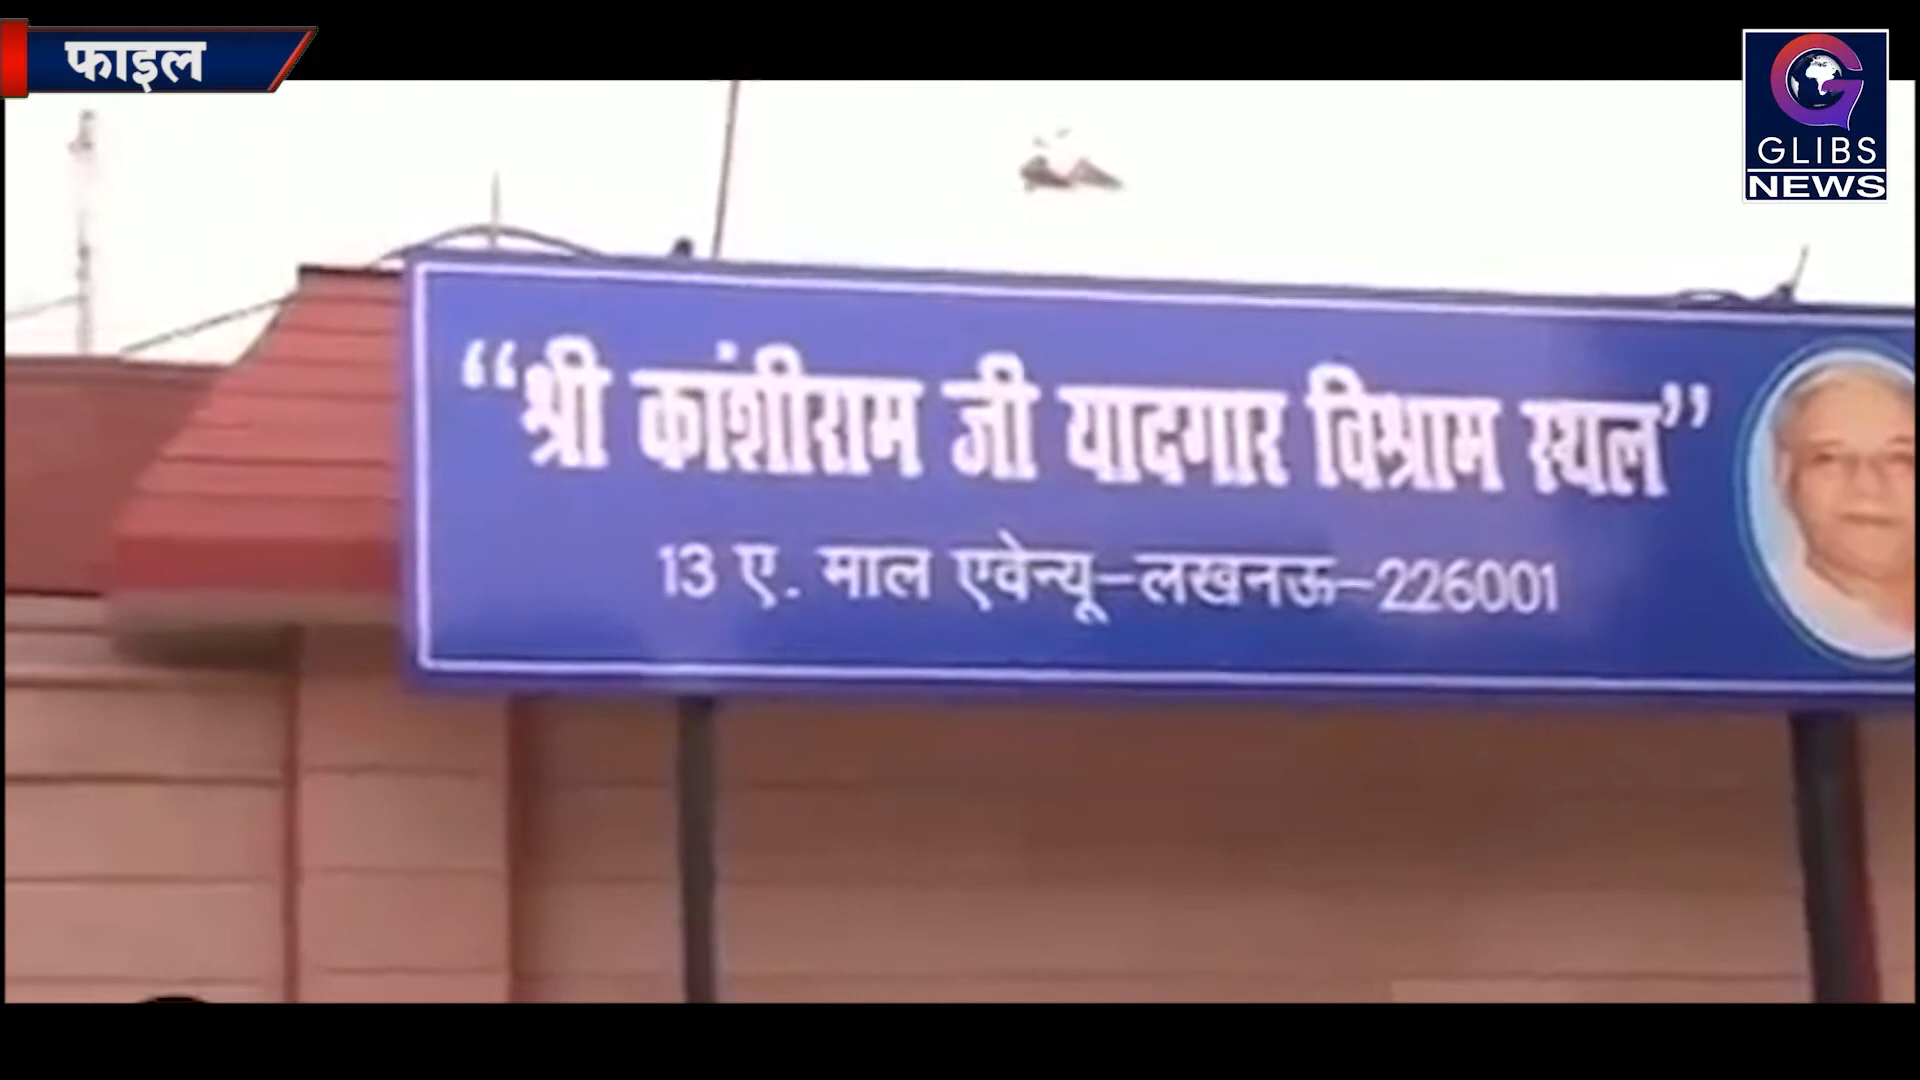 फाइल
GLIBS
NEWS
“श्री कांशीराम जी यादगार विश्राम स्थल”
13 ए. माल एवेन्यू-लखनऊ-226001